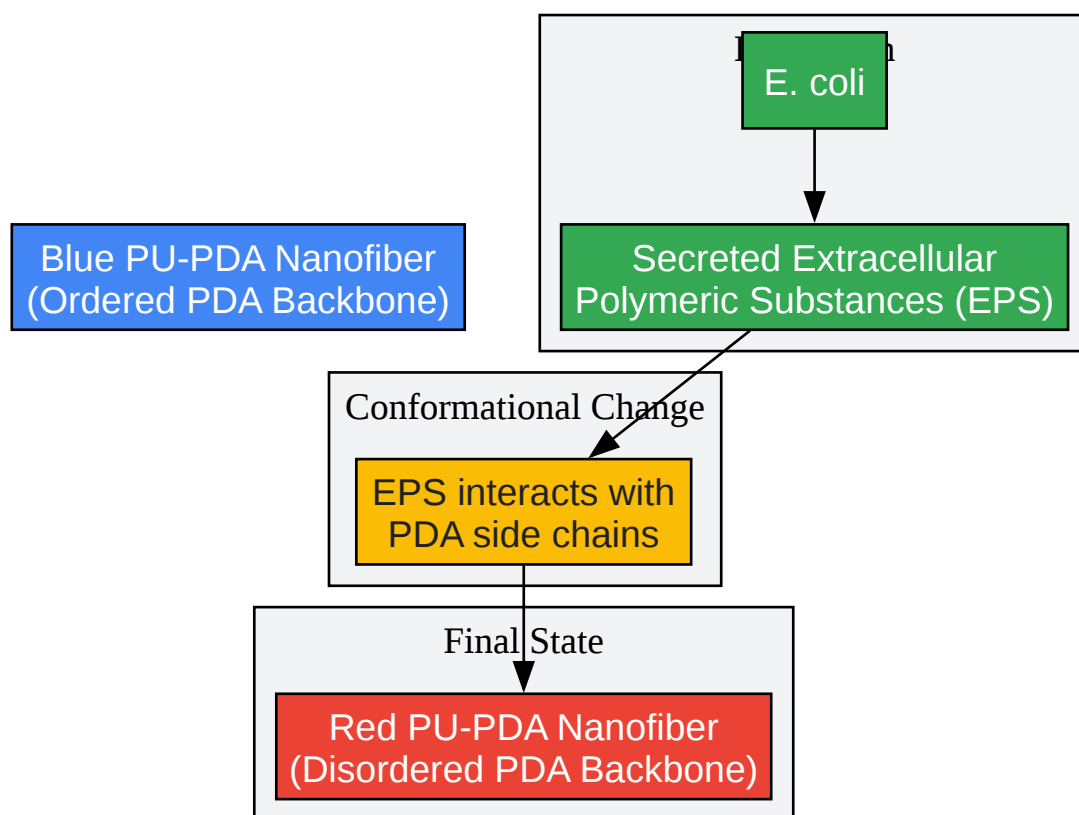 E. coli
Secreted Extracellular
Polymeric Substances (EPS)
Blue PU-PDA Nanofiber
(Ordered PDA Backbone)
Conformational Change
EPS interacts with
PDA side chains
Final State
Red PU-PDA Nanofiber
(Disordered PDA Backbone)